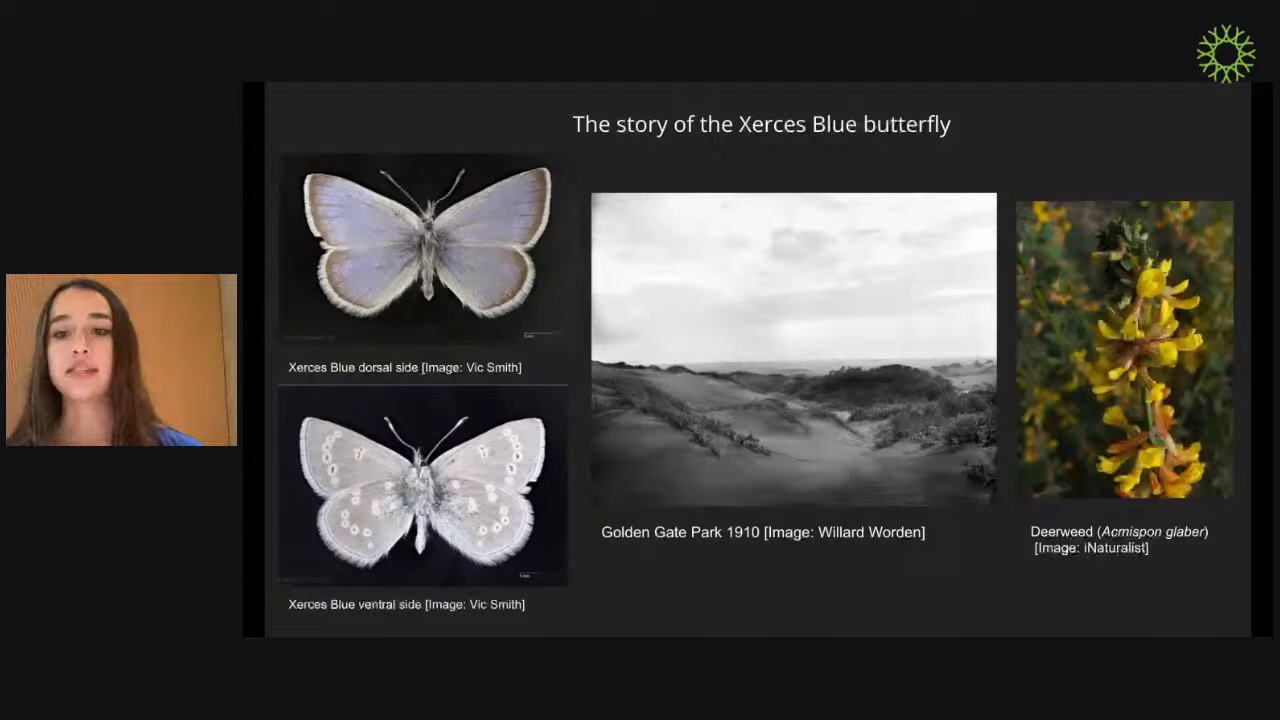 The story of the Xerces Blue butterfly
Xerces Blue dorsal side [Image: Vic Smith]
Xerces Blue ventral side [Image: Vic Smith]
Golden Gate Park 1910 [Image: Willard Worden]
Deerweed (Acmispon glaber)
[Image: iNaturalist]